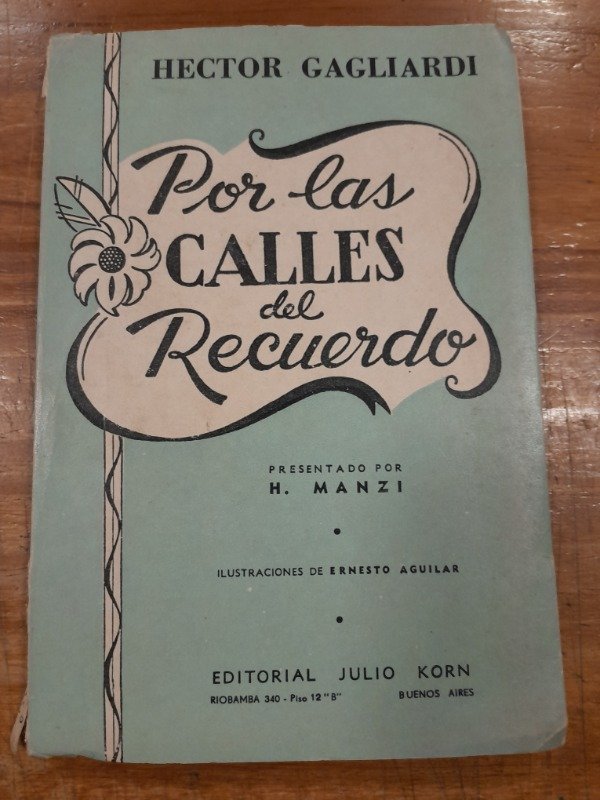 HECTOR GAGLIARDI
Por las
CALLES
del
Recuerdo
PRESENTADO POR
H. MANZI
ILUSTRACIONES DE ERNESTO AGUILAR
EDITORIAL JULIO KORN
RIOBAMBA 340 - Piso 12 "B" BUENOS AIRES